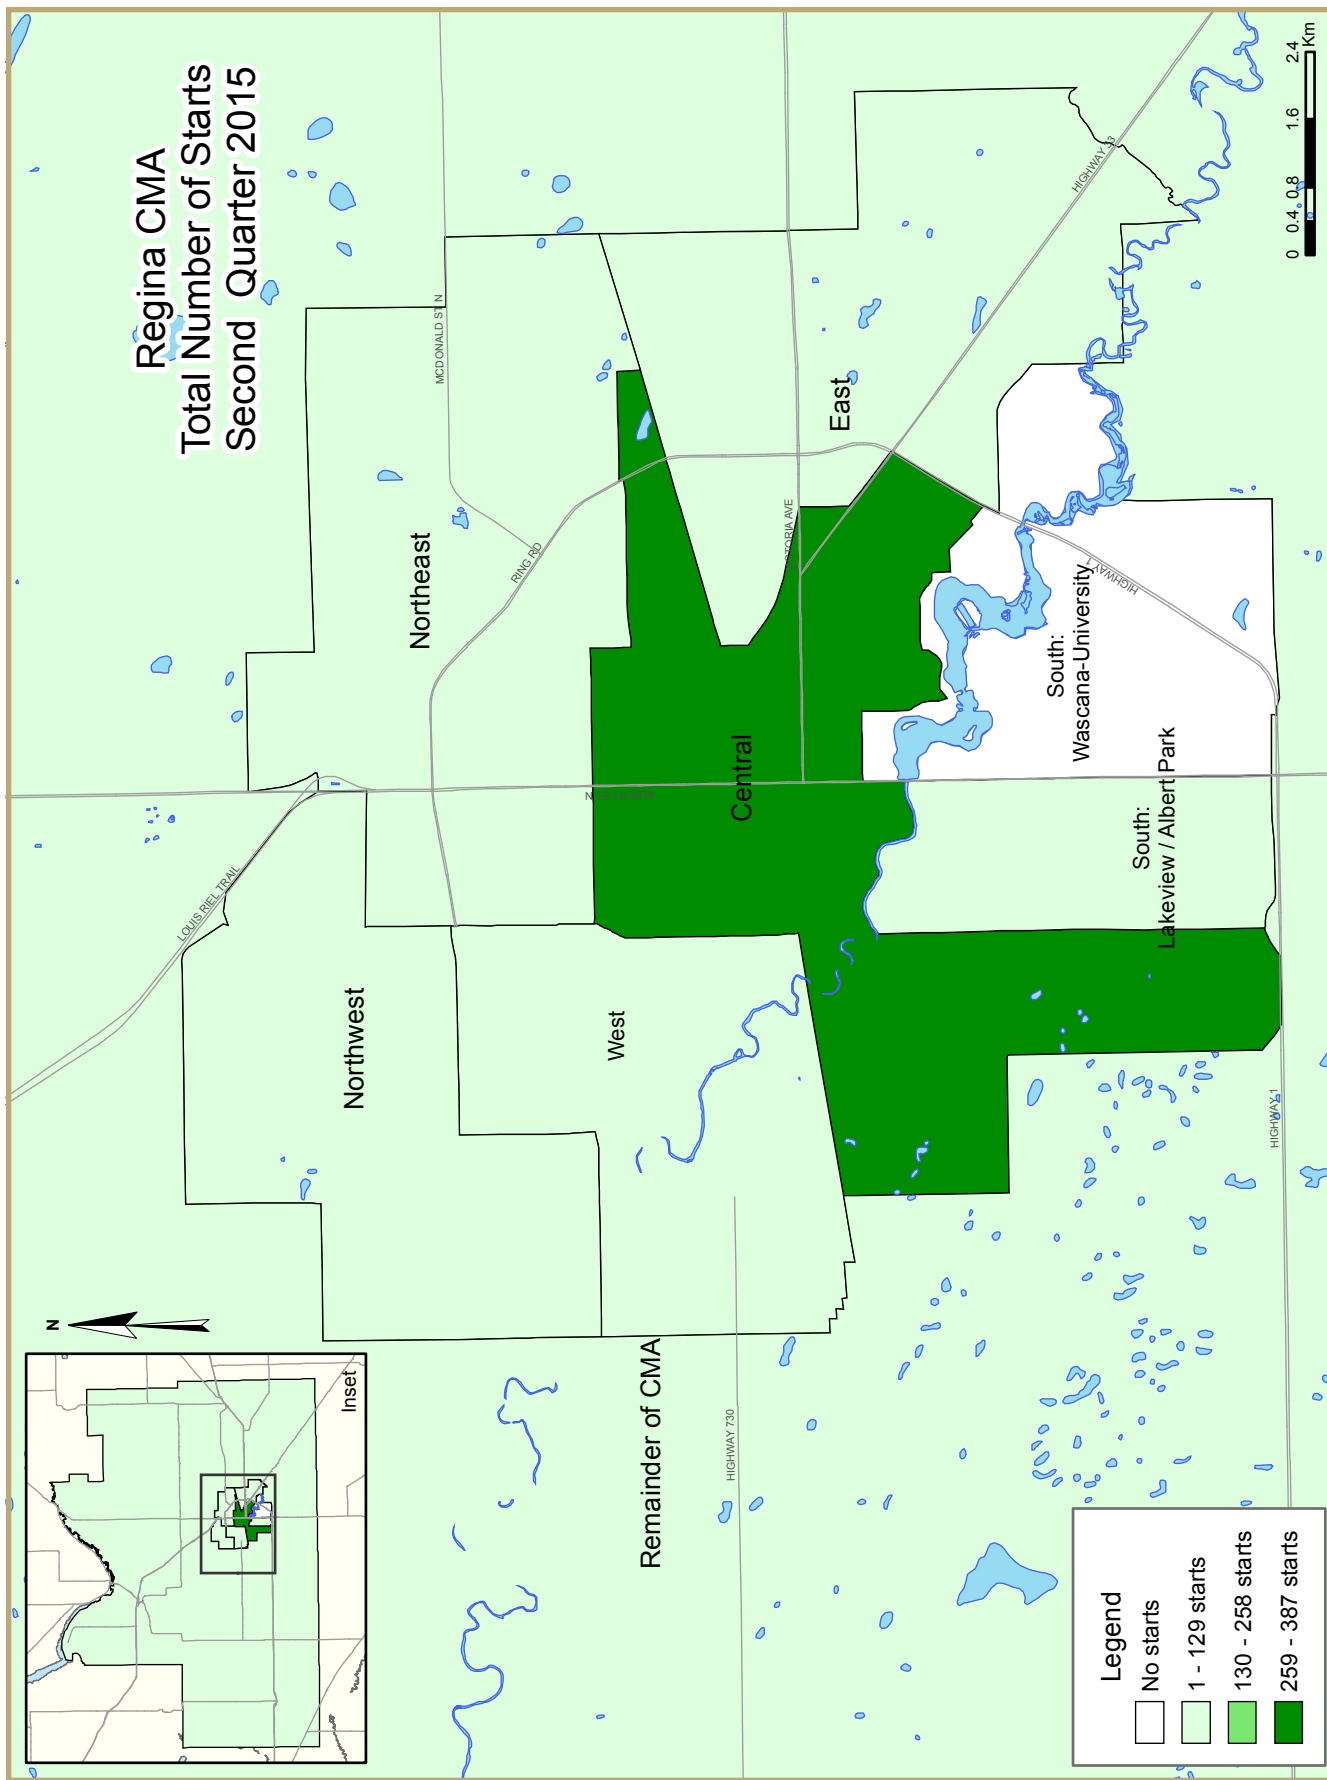 Regina CMA
Total Number of Starts
Second Quarter 2015
Inset
N
LOUIS RIEL TRAIL
MCDONALD ST N
RING RD
Northeast
Northwest
West
Central
East
HIGHWAY 33
HIGHWAY 1
South:
Wascana-University
South:
Lakeview / Albert Park
Remainder of CMA
HIGHWAY 730
HIGHWAY 1
Legend
No starts
1 - 129 starts
130 - 258 starts
259 - 387 starts
0 0.4 0.8 1.6 2.4
Km